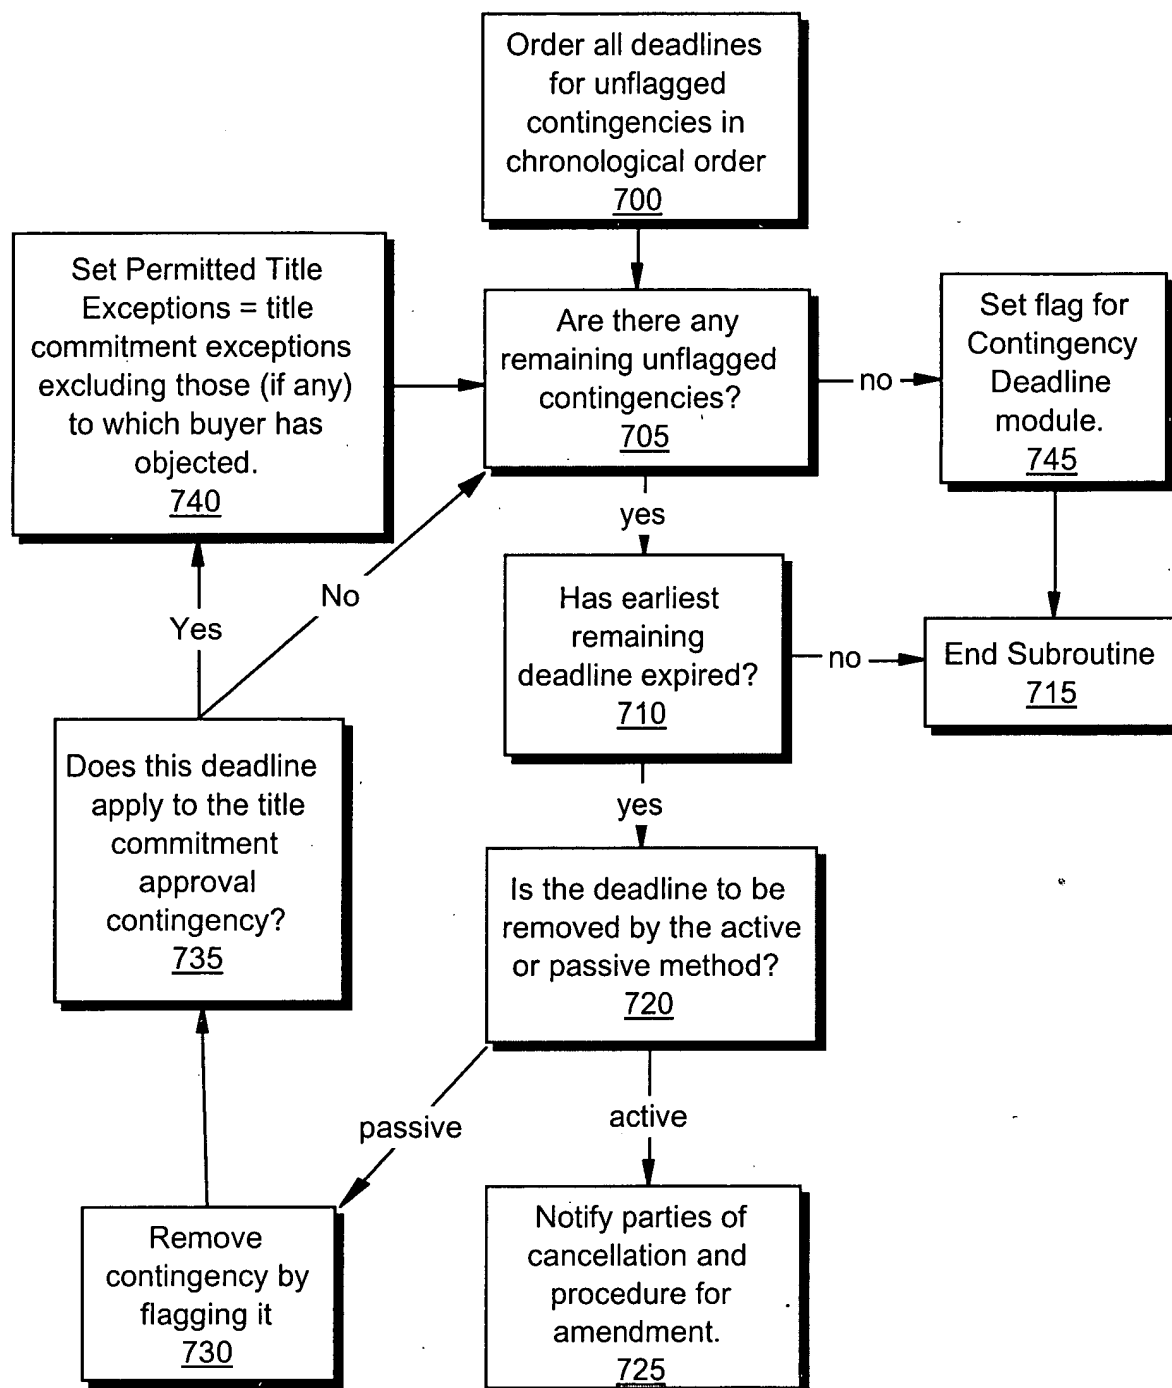 Order all deadlines
for unflagged
contingencies in
chronological order
700
Set Permitted Title
Exceptions = title
commitment exceptions
excluding those (if any)
to which buyer has
objected.
740
Are there any
remaining unflagged
contingencies?
705
no
Set flag for
Contingency
Deadline
module.
745
yes
No
Yes
Has earliest
remaining
deadline expired?
710
no
End Subroutine
715
Does this deadline
apply to the title
commitment
approval
contingency?
735
yes
Is the deadline to be
removed by the active
or passive method?
720
passive
active
Remove
contingency by
flagging it
730
Notify parties of
cancellation and
procedure for
amendment.
725